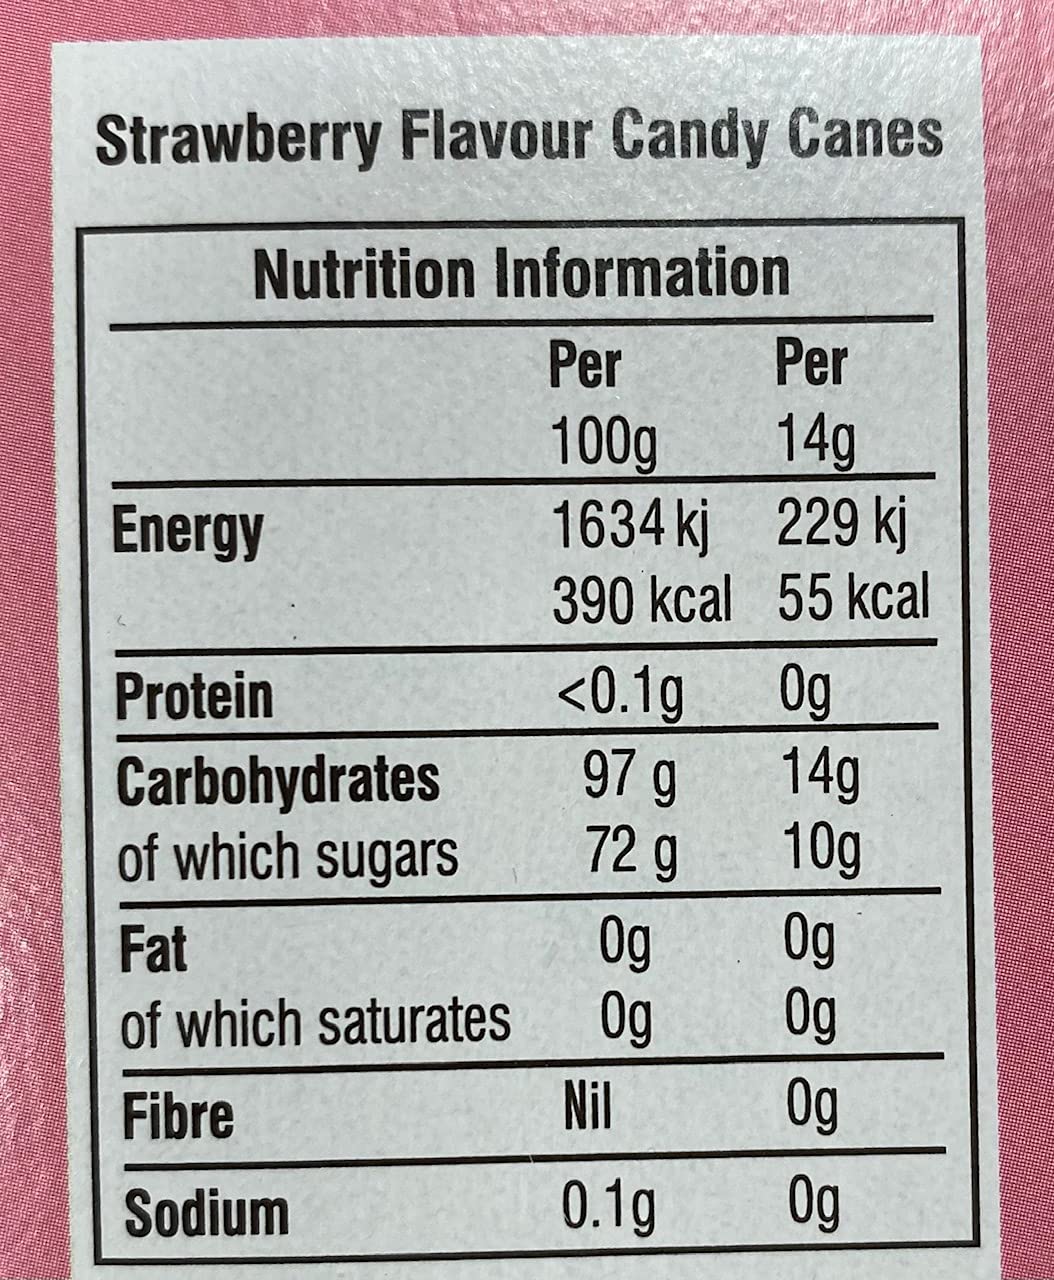 Strawberry Flavour Candy Canes
Nutrition Information
Per Per
100g 14g
Energy 1634 kj 229 kj
390 kcal 55 kcal
Protein <0.1g 0g
Carbohydrates 97 g 14g
of which sugars 72 g 10g
Fat 0g 0g
of which saturates 0g 0g
Fibre Nil 0g
Sodium 0.1g 0g